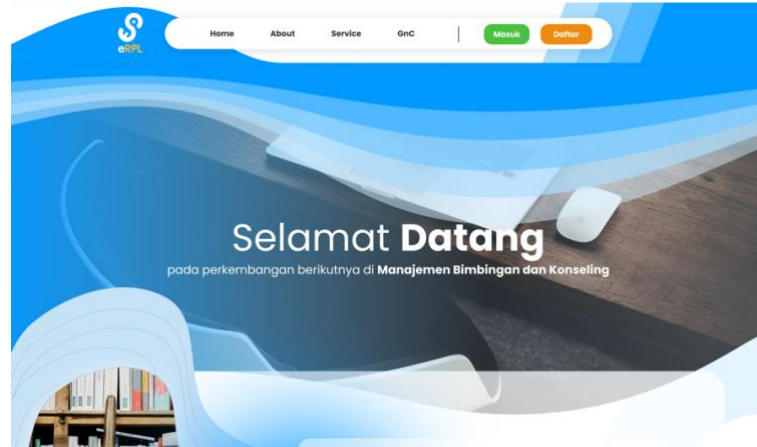 eRPL
Home About Service GnC Masuk Daftar
Selamat Datang
pada perkembangan berikutnya di Manajemen Bimbingan dan Konseling